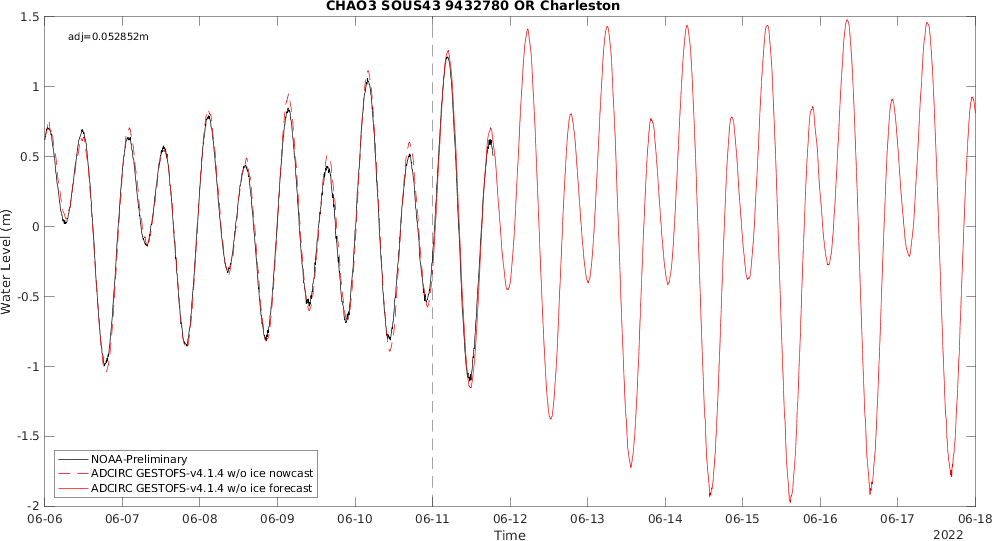 CHAO3 SOUS43 9432780 OR Charleston
adj=0.052852m
1.5
1
0.5
0
-0.5
-1
-1.5
-2
Water Level (m)
NOAA-Preliminary
ADCIRC GESTOFS-v4.1.4 w/o ice nowcast
ADCIRC GESTOFS-v4.1.4 w/o ice forecast
06-06 06-07 06-08 06-09 06-10 06-11 06-12 06-13 06-14 06-15 06-16 06-17 06-18
Time
2022